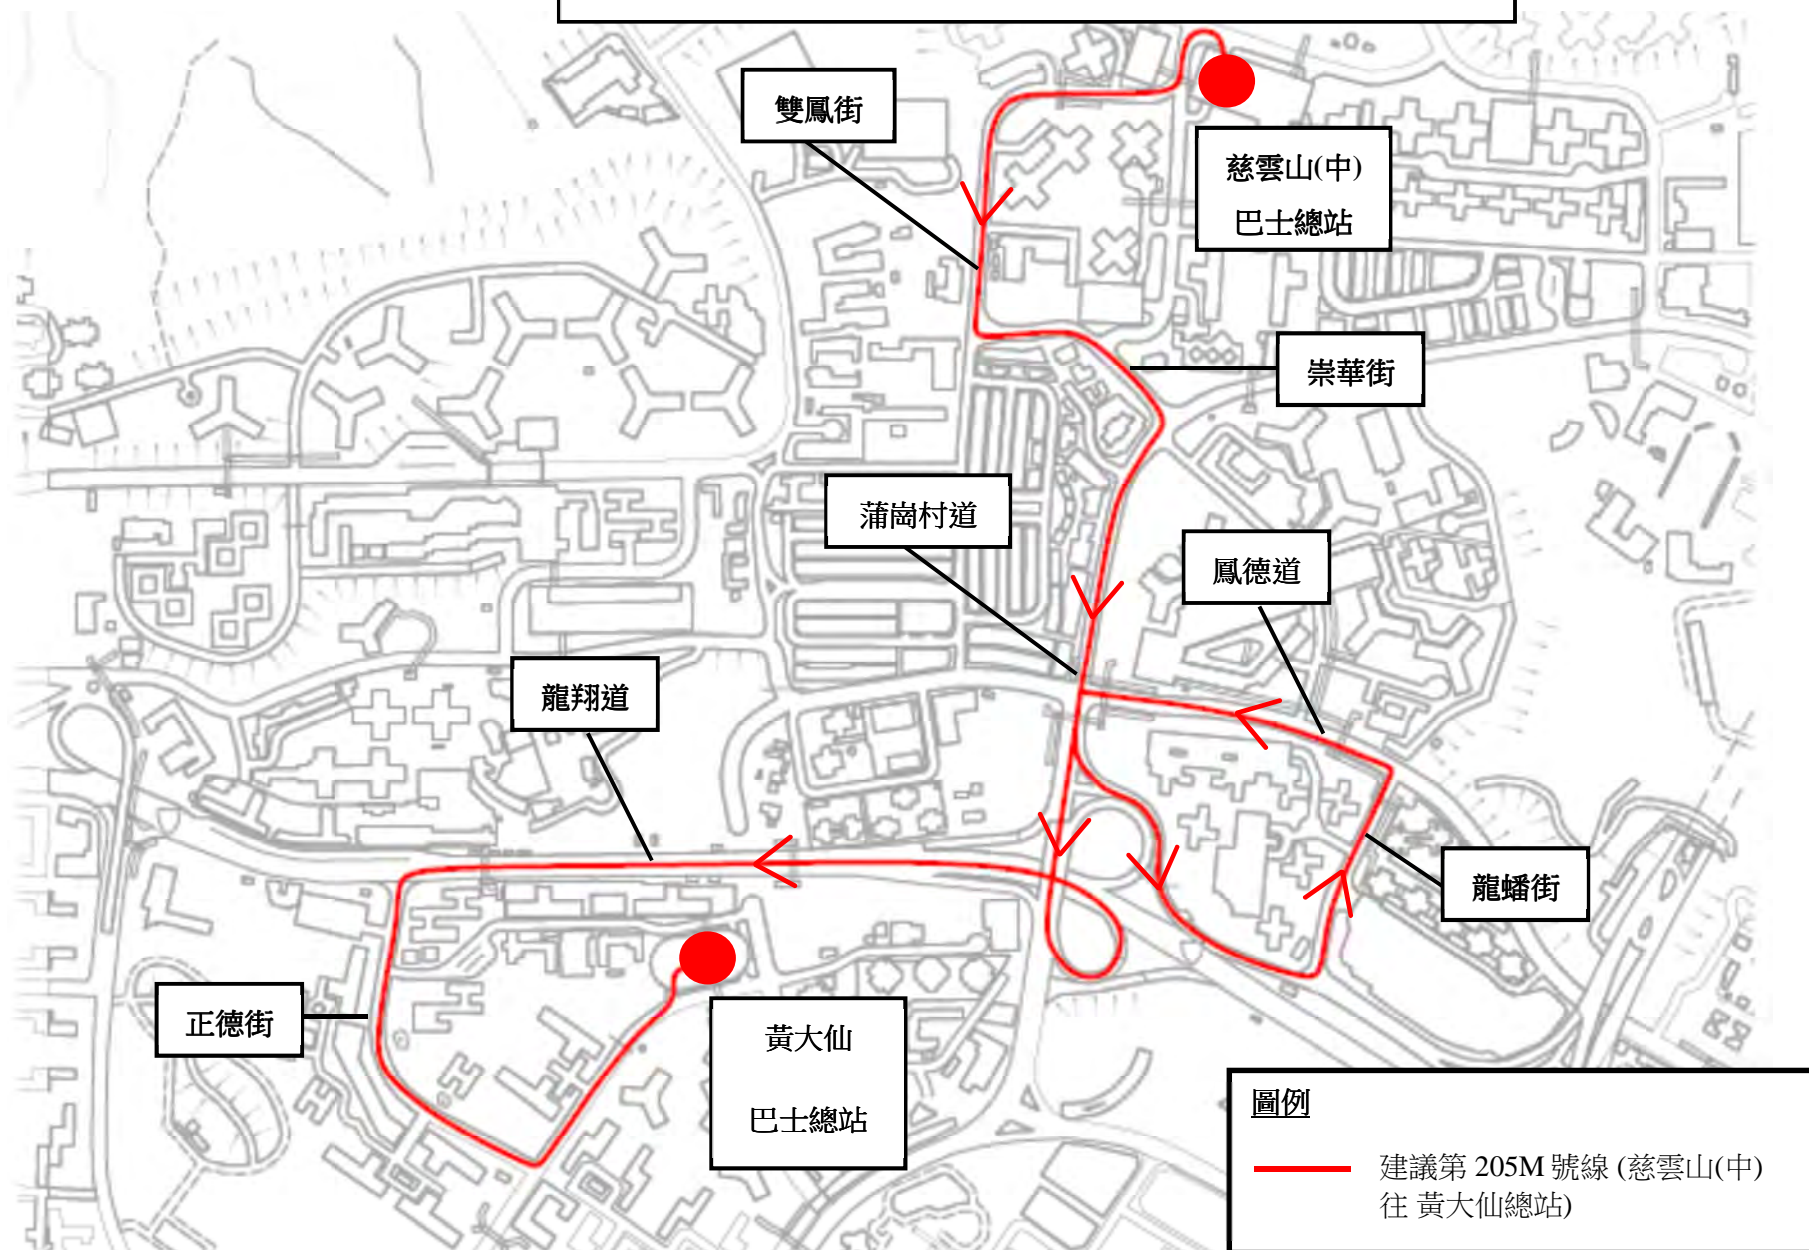 雙鳳街
慈雲山(中)
巴士總站
崇華街
蒲崗村道
鳳德道
龍翔道
龍蟠街
正德街
黃大仙
巴士總站
圖例
建議第 205M 號線 (慈雲山(中)
往 黃大仙總站)